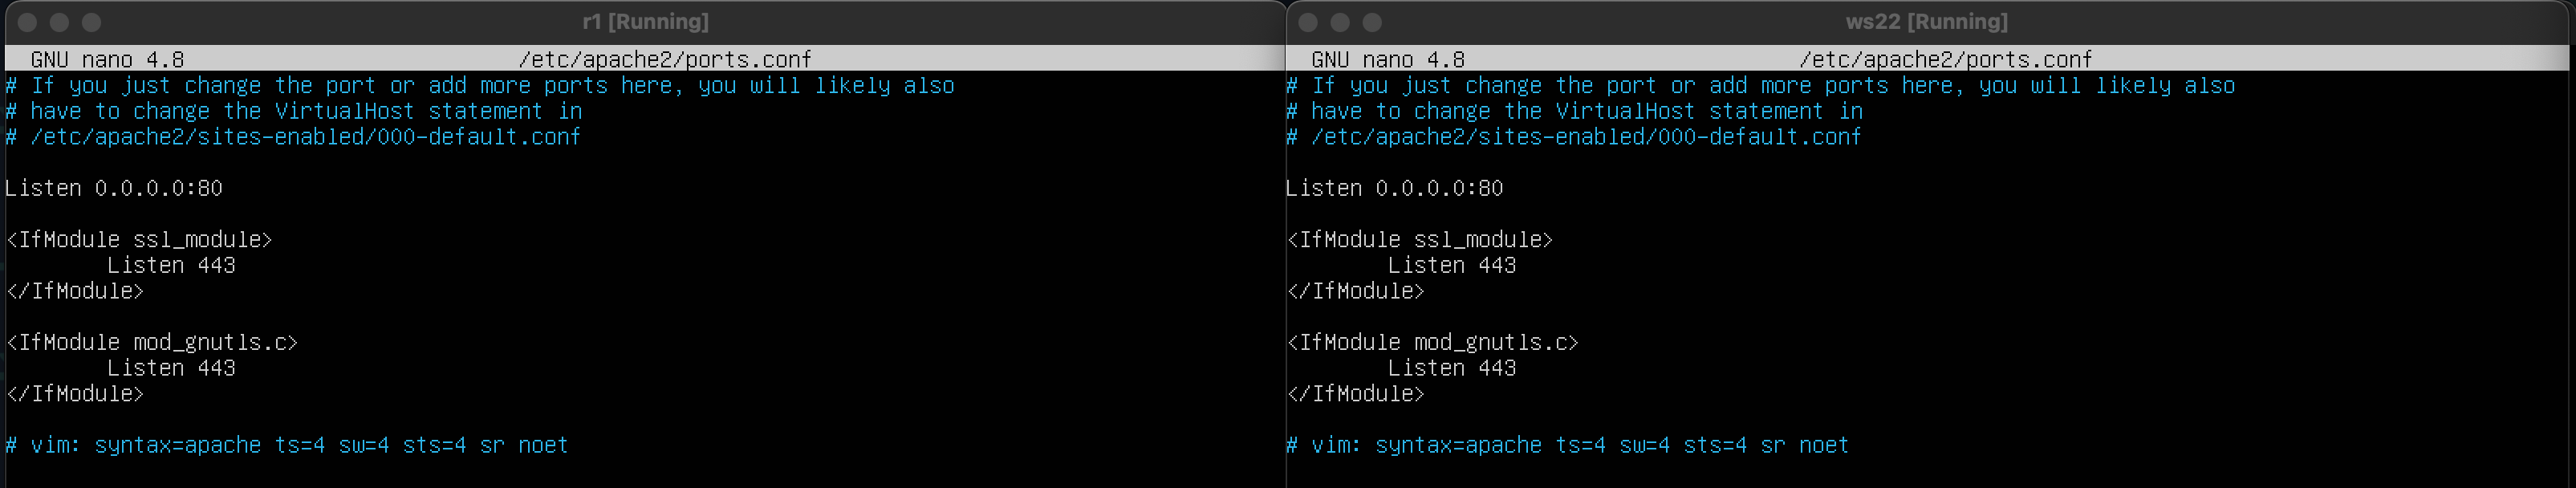 r1 [Running]
GNU nano 4.8 /etc/apache2/ports.conf
# If you just change the port or add more ports here, you will likely also
# have to change the VirtualHost statement in
# /etc/apache2/sites-enabled/000-default.conf
Listen 0.0.0.0:80
<IfModule ssl_module>
Listen 443
</IfModule>
<IfModule mod_gnutls.c>
Listen 443
</IfModule>
# vim: syntax=apache ts=4 sw=4 sts=4 sr noet
ws22 [Running]
GNU nano 4.8 /etc/apache2/ports.conf
# If you just change the port or add more ports here, you will likely also
# have to change the VirtualHost statement in
# /etc/apache2/sites-enabled/000-default.conf
Listen 0.0.0.0:80
<IfModule ssl_module>
Listen 443
</IfModule>
<IfModule mod_gnutls.c>
Listen 443
</IfModule>
# vim: syntax=apache ts=4 sw=4 sts=4 sr noet